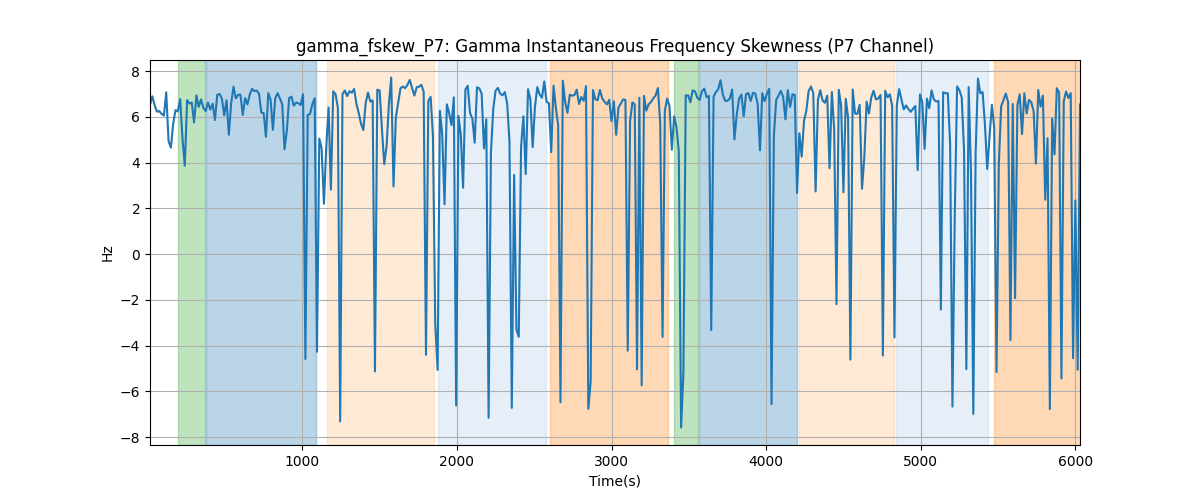 gamma_fskew_P7: Gamma Instantaneous Frequency Skewness (P7 Channel)
8
6
4
2
0
−2
−4
−6
−8
Hz
1000 2000 3000 4000 5000 6000
Time(s)